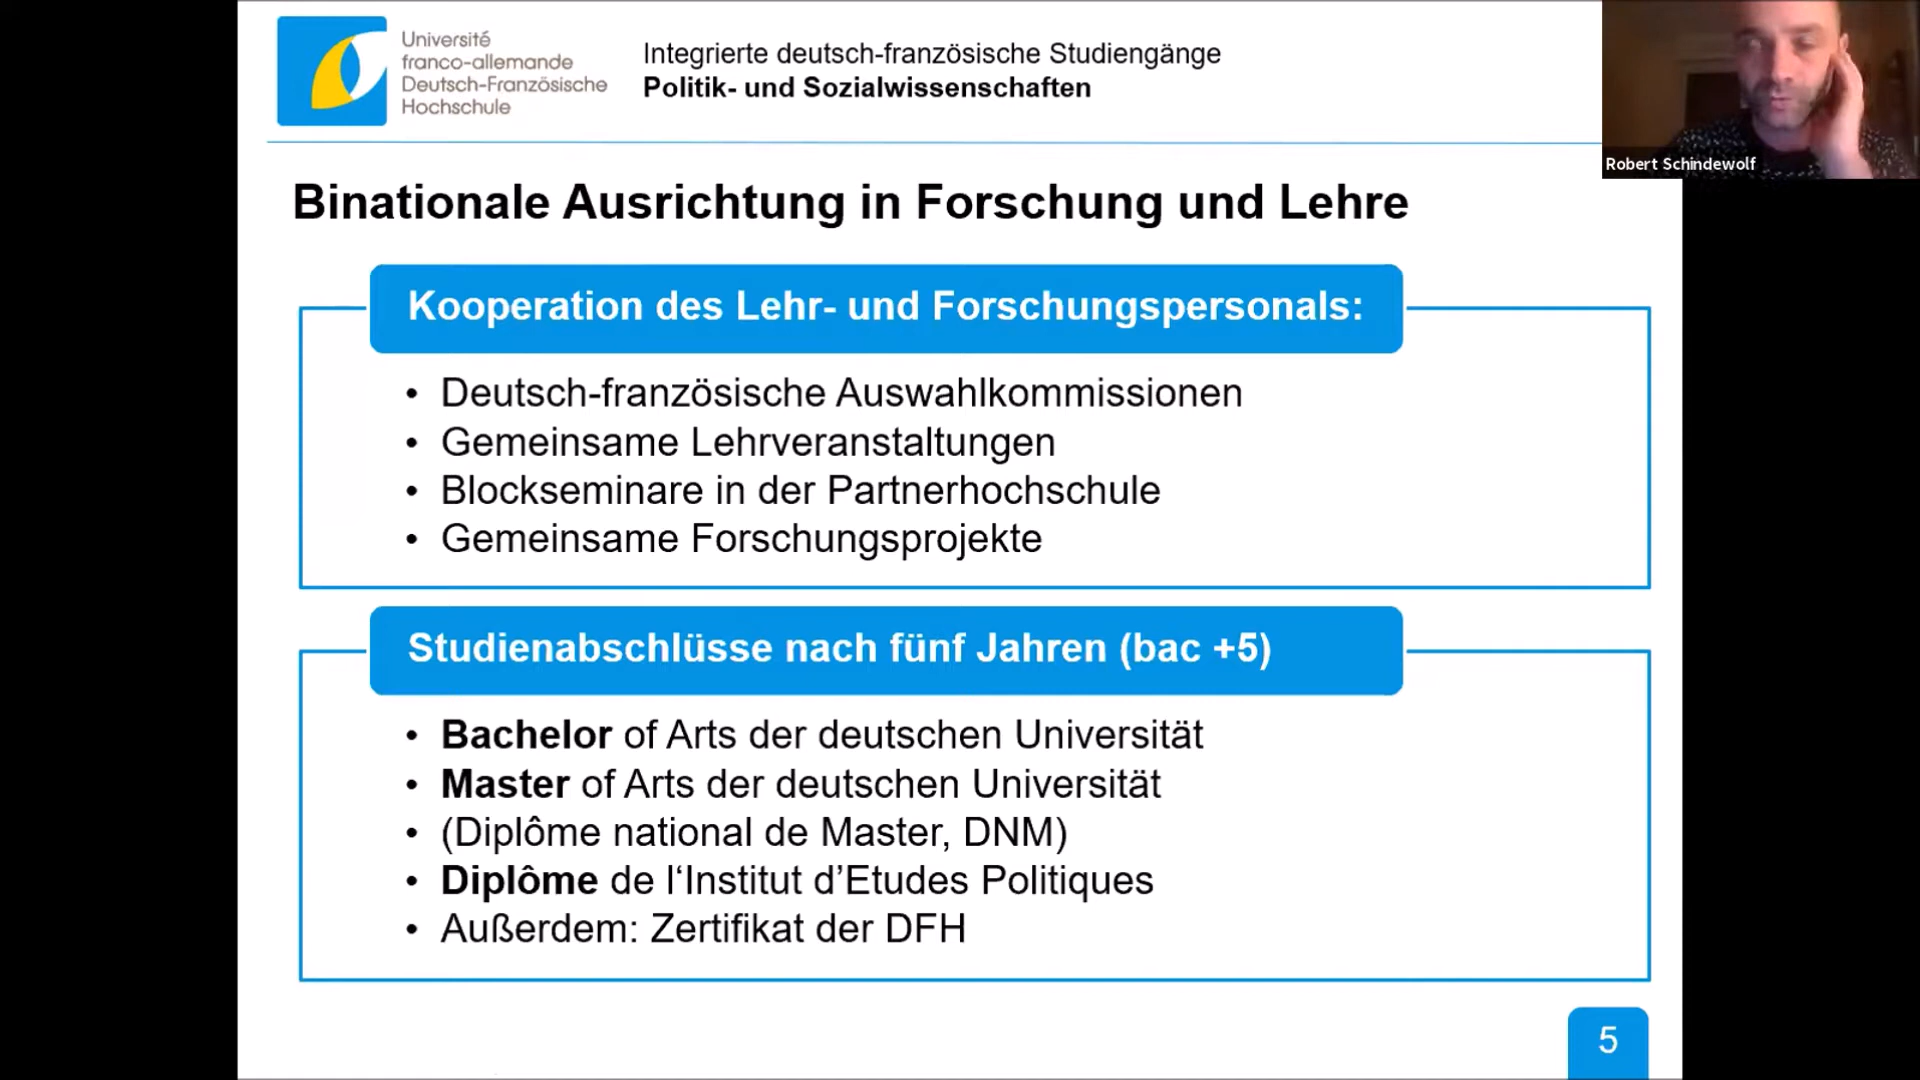 Université
franco-allemande
Deutsch-Französische
Hochschule
Integrierte deutsch-französische Studiengänge
Politik- und Sozialwissenschaften
Robert Schindewolf
Binationale Ausrichtung in Forschung und Lehre
Kooperation des Lehr- und Forschungspersonals:
• Deutsch-französische Auswahlkommissionen
• Gemeinsame Lehrveranstaltungen
• Blockseminare in der Partnerhochschule
• Gemeinsame Forschungsprojekte
Studienabschlüsse nach fünf Jahren (bac +5)
• Bachelor of Arts der deutschen Universität
• Master of Arts der deutschen Universität
• (Diplôme national de Master, DNM)
• Diplôme de l‘Institut d’Etudes Politiques
• Außerdem: Zertifikat der DFH
5